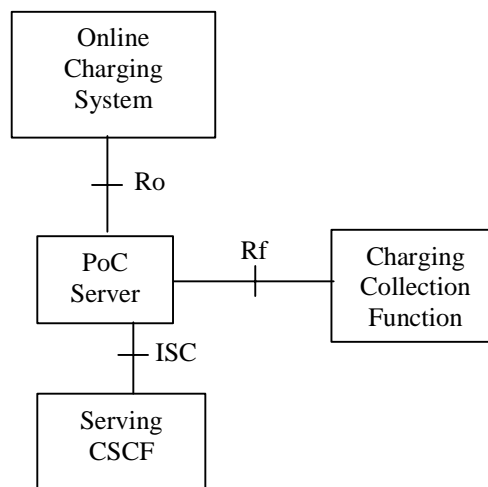 Online
Charging
System
Ro
PoC
Server
Rf
Charging
Collection
Function
ISC
Serving
CSCF